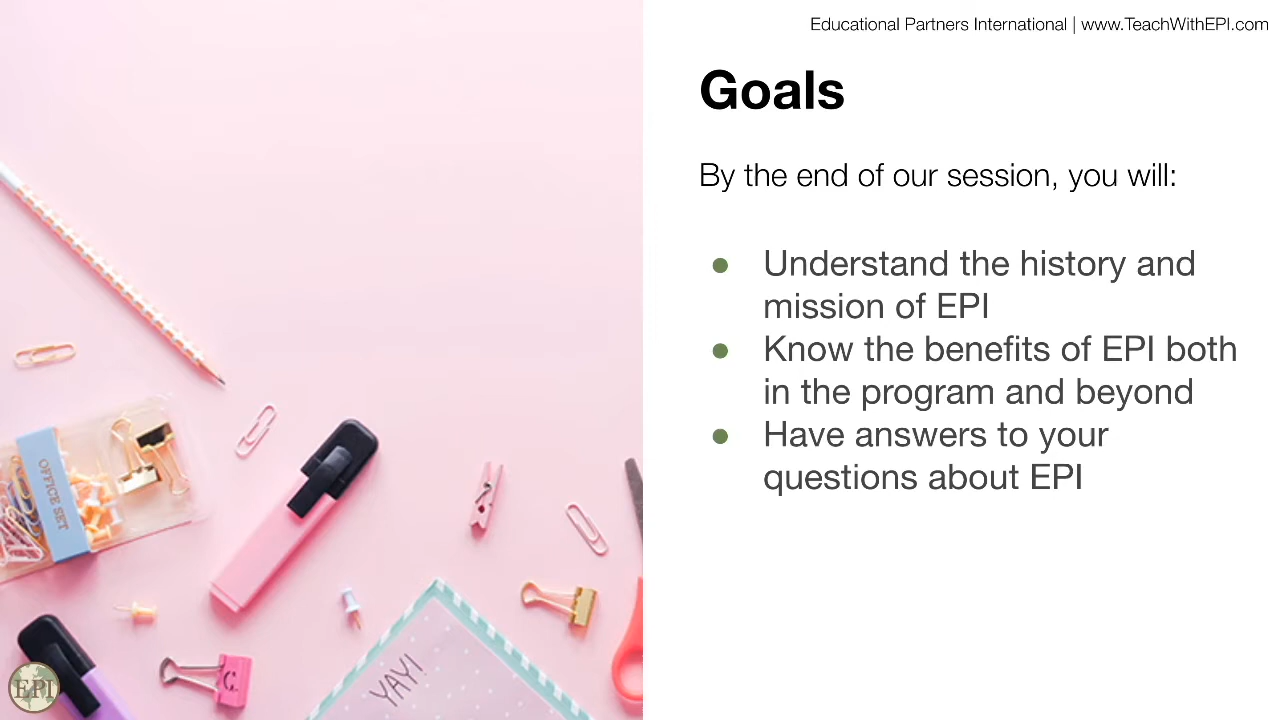 Educational Partners International | www.TeachWithEPI.com
Goals
By the end of our session, you will:
● Understand the history and
mission of EPI
● Know the benefits of EPI both
in the program and beyond
● Have answers to your
questions about EPI
OFFICE SET
YAY!
EPI